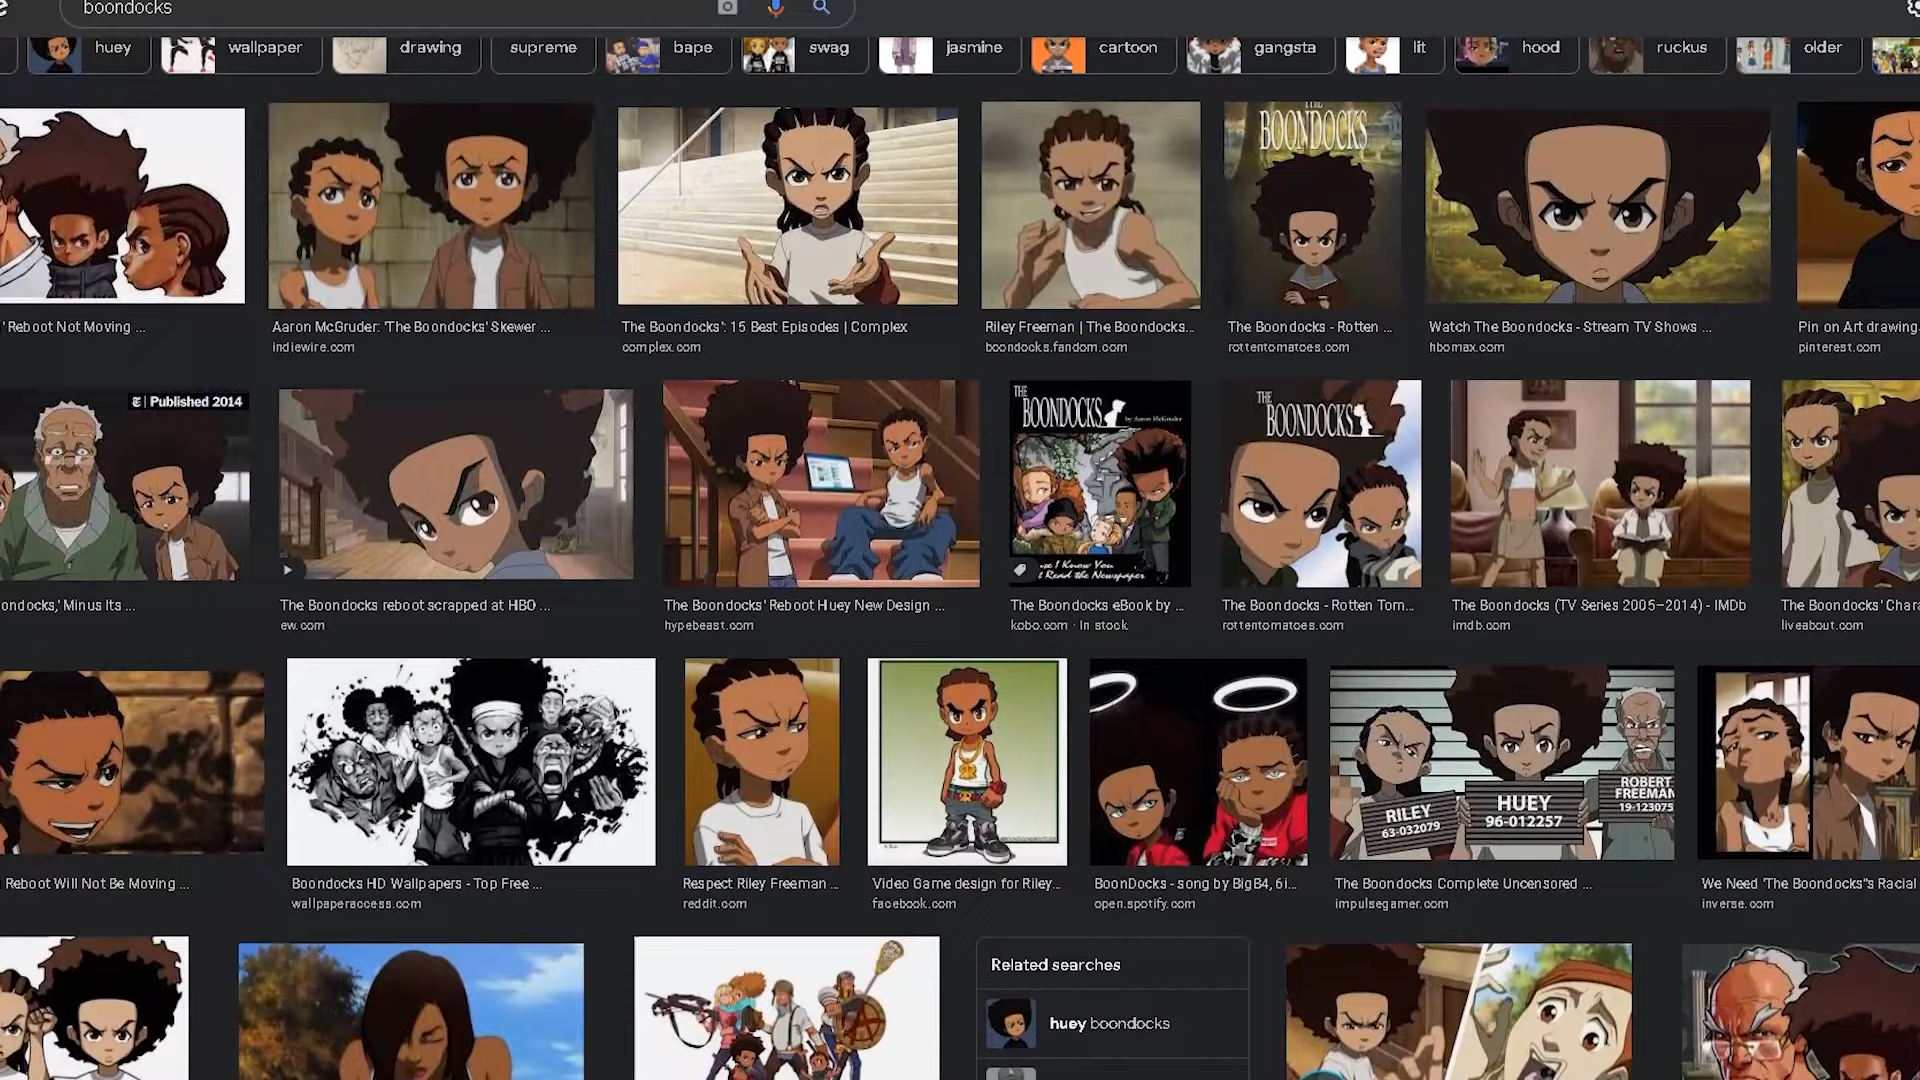 boondocks
huey
wallpaper
drawing
supreme
bape
swag
jasmine
cartoon
gangsta
lit
hood
ruckus
older
THE
BOONDOCKS
' Reboot Not Moving ...
Aaron McGruder: 'The Boondocks' Skewer ...
indiewire.com
The Boondocks': 15 Best Episodes | Complex
complex.com
Riley Freeman | The Boondocks...
boondocks.fandom.com
The Boondocks - Rotten ...
rottentomatoes.com
Watch The Boondocks - Stream TV Shows ...
hbomax.com
Pin on Art drawing
pinterest.com
Published 2014
THE
BOONDOCKS
by Aaron McGruder
se I Know You
t Read the Newspaper
THE
BOONDOCKS
ondocks,' Minus Its ...
The Boondocks reboot scrapped at HBO ...
ew.com
The Boondocks' Reboot Huey New Design ...
hypebeast.com
The Boondocks eBook by ...
kobo.com · In stock
The Boondocks - Rotten Tom...
rottentomatoes.com
The Boondocks (TV Series 2005–2014) - IMDb
imdb.com
The Boondocks' Chara
liveabout.com
RILEY
63-032079
HUEY
96-012257
ROBERT
FREEMAN
19-123075
Reboot Will Not Be Moving ...
Boondocks HD Wallpapers - Top Free ...
wallpaperaccess.com
Respect Riley Freeman ...
reddit.com
Video Game design for Riley...
facebook.com
BoonDocks - song by BigB4, 6i...
open.spotify.com
The Boondocks Complete Uncensored ...
impulsegamer.com
We Need 'The Boondocks''s Racial
inverse.com
Related searches
huey boondocks